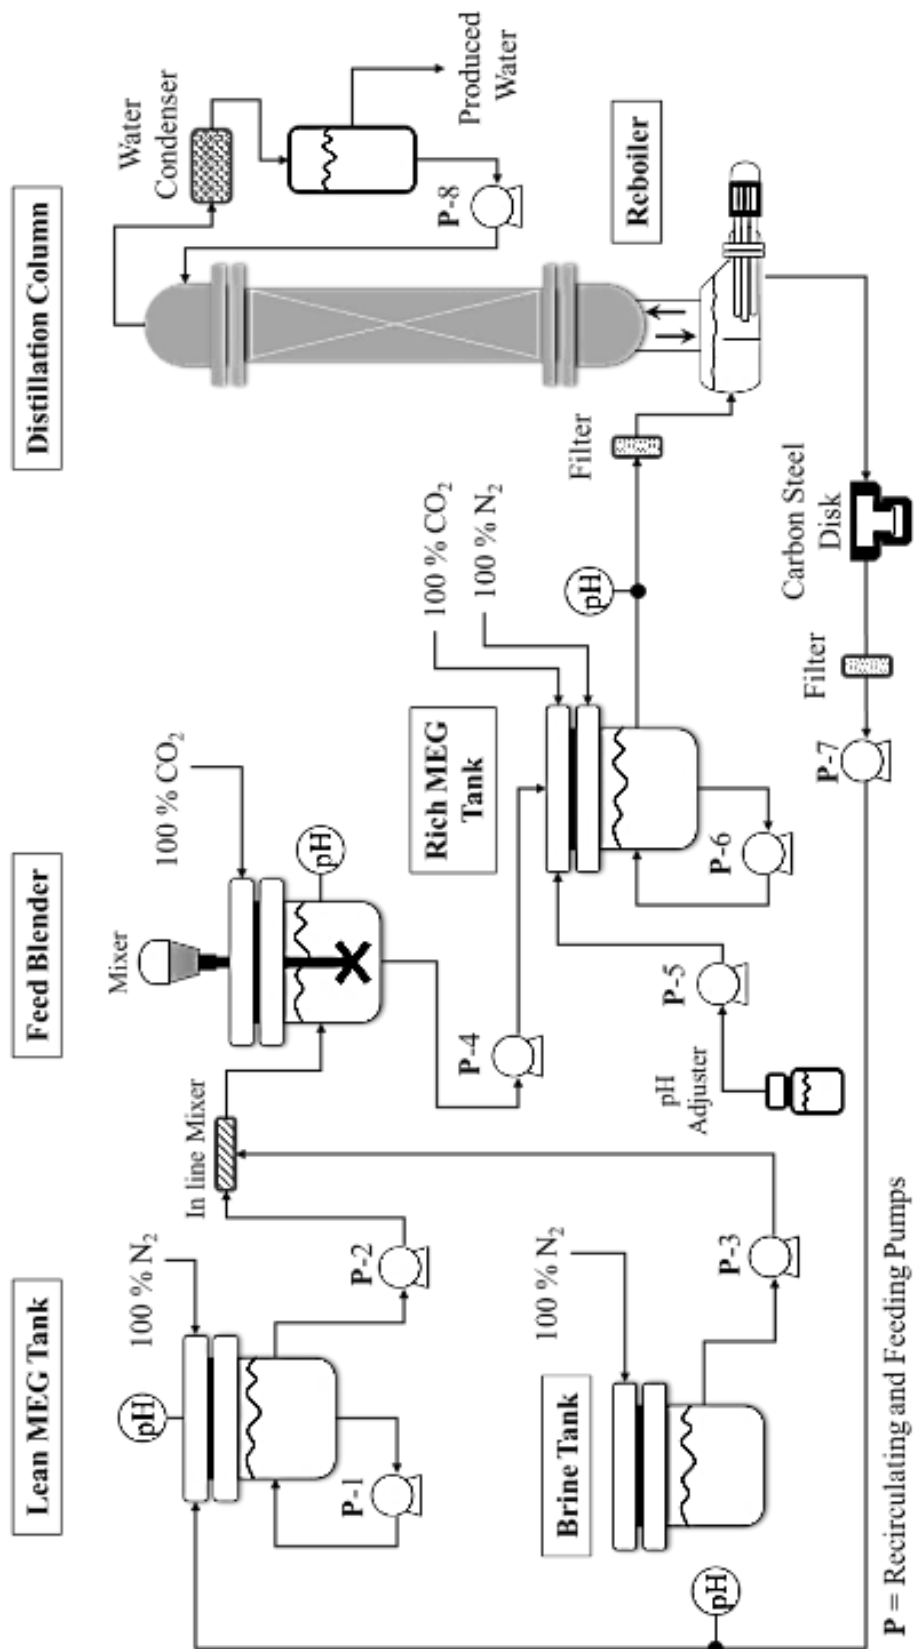 Lean MEG Tank
Feed Blender
Distillation Column
pH
100 % N2
In line Mixer
Mixer
100 % CO2
pH
Water
Condenser
Produced
Water
P-1
P-2
P-4
Rich MEG
Tank
100 % CO2
100 % N2
P-8
Reboiler
Brine Tank
100 % N2
P-3
pH
Adjuster
P-5
P-6
pH
Filter
pH
P-7
Filter
Carbon Steel
Disk
P = Recirculating and Feeding Pumps